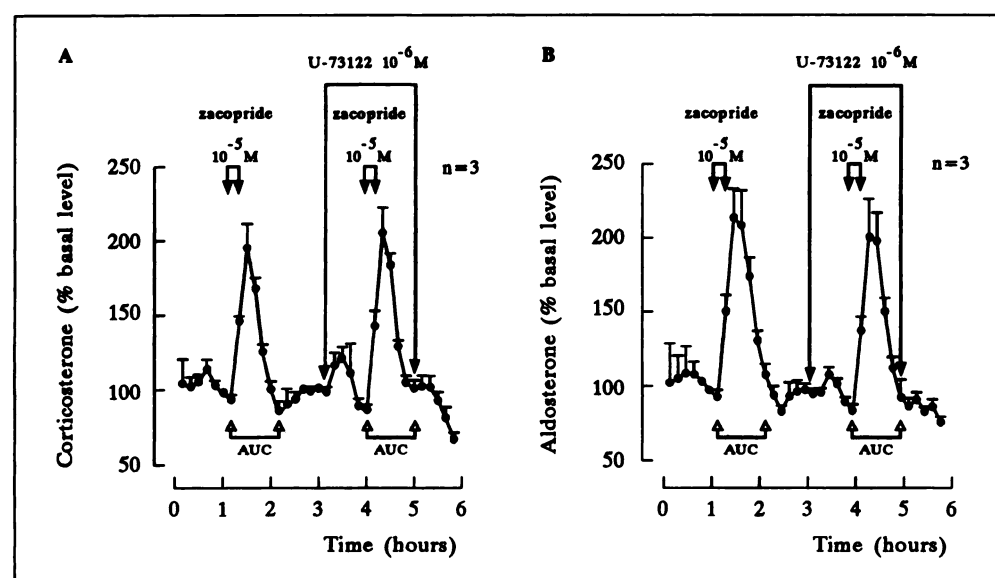 A
U-73122 10⁻⁶M
zacopride
zacopride
10⁻⁵M
10⁻⁵M
n=3
Corticosterone (% basal level)
250
200
150
100
50
AUC
AUC
0 1 2 3 4 5 6
Time (hours)
B
U-73122 10⁻⁶M
zacopride
zacopride
10⁻⁵M
10⁻⁵M
n=3
Aldosterone (% basal level)
250
200
150
100
50
AUC
AUC
0 1 2 3 4 5 6
Time (hours)